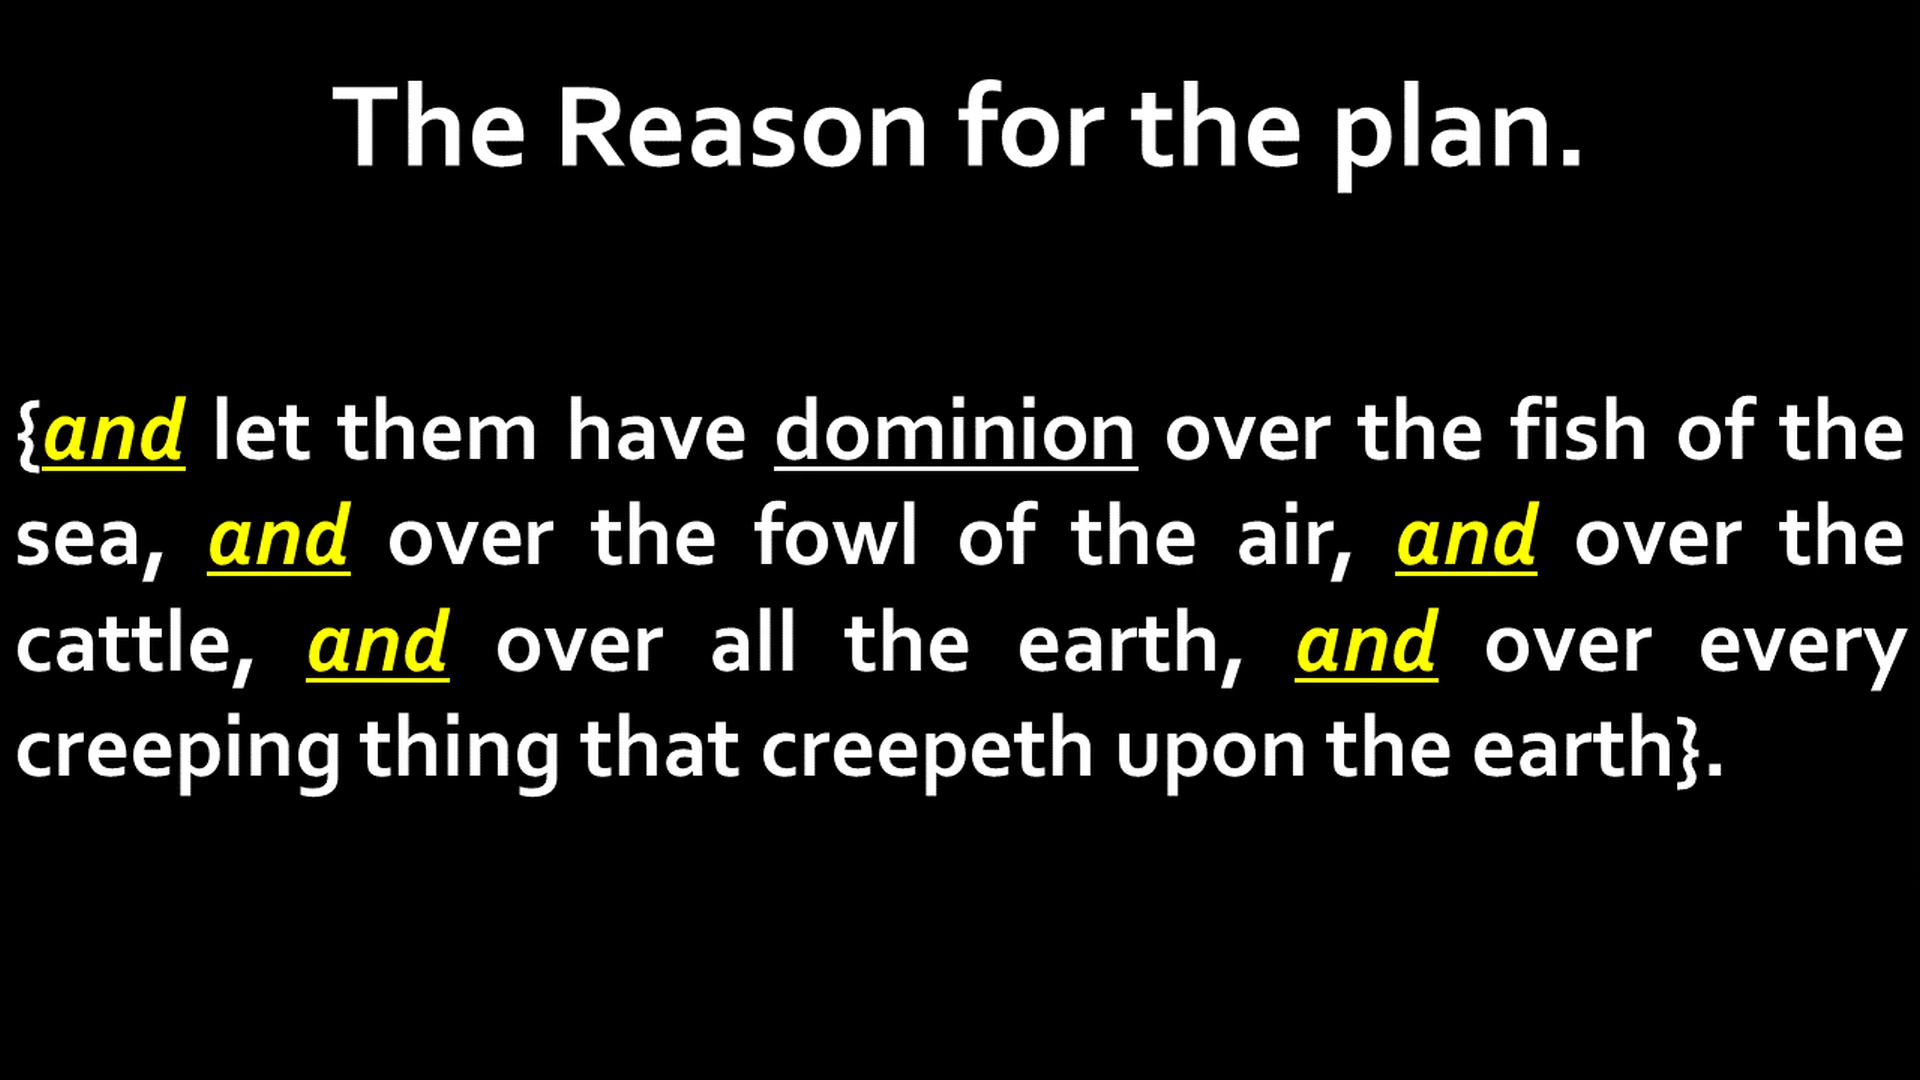 The Reason for the plan.
{and let them have dominion over the fish of the
sea, and over the fowl of the air, and over the
cattle, and over all the earth, and over every
creeping thing that creepeth upon the earth}.